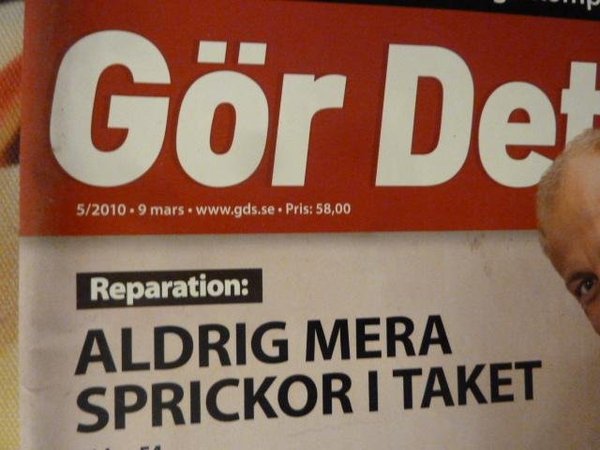 Gör Det
5/2010 • 9 mars • www.gds.se • Pris: 58,00
Reparation:
ALDRIG MERA
SPRICKOR I TAKET